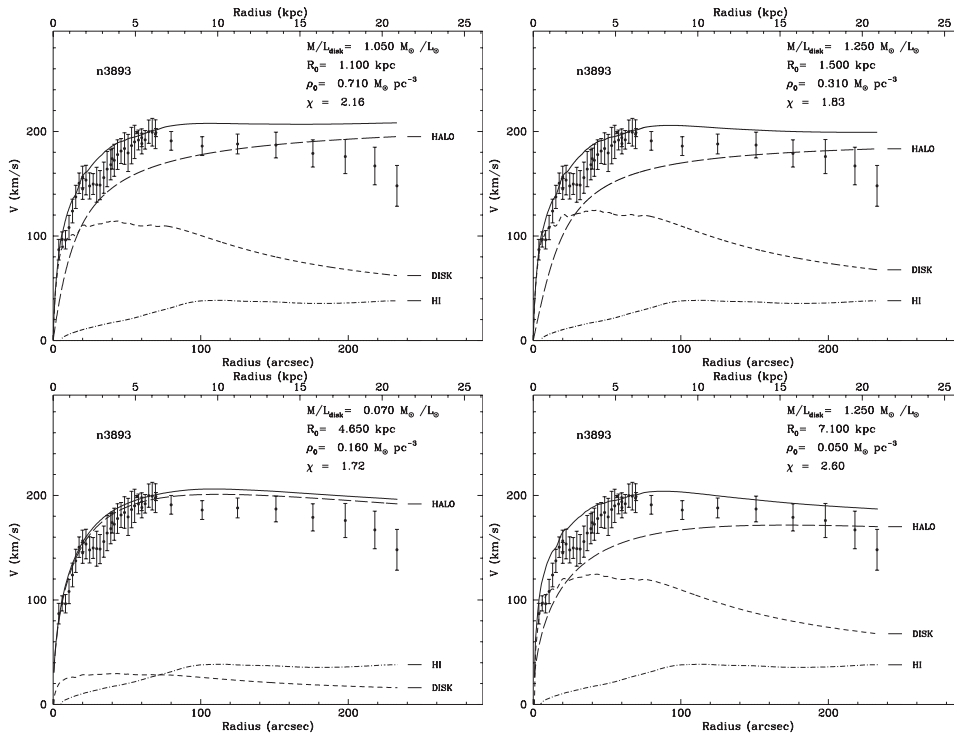 Radius (kpc)
0 5 10 15 20 25
M/L_disk= 1.050 M⊙ /L⊙
R₀= 1.100 kpc
ρ₀= 0.710 M⊙ pc⁻³
χ = 2.16
n3893
V (km/s)
200
100
0
HALO
DISK
HI
0 100 200
Radius (arcsec)
Radius (kpc)
0 5 10 15 20 25
M/L_disk= 1.250 M⊙ /L⊙
R₀= 1.500 kpc
ρ₀= 0.310 M⊙ pc⁻³
χ = 1.83
n3893
V (km/s)
200
100
0
HALO
DISK
HI
0 100 200
Radius (arcsec)
Radius (kpc)
0 5 10 15 20 25
M/L_disk= 0.070 M⊙ /L⊙
R₀= 4.650 kpc
ρ₀= 0.160 M⊙ pc⁻³
χ = 1.72
n3893
V (km/s)
200
100
0
HALO
HI
DISK
0 100 200
Radius (arcsec)
Radius (kpc)
0 5 10 15 20 25
M/L_disk= 1.250 M⊙ /L⊙
R₀= 7.100 kpc
ρ₀= 0.050 M⊙ pc⁻³
χ = 2.60
n3893
V (km/s)
200
100
0
HALO
DISK
HI
0 100 200
Radius (arcsec)